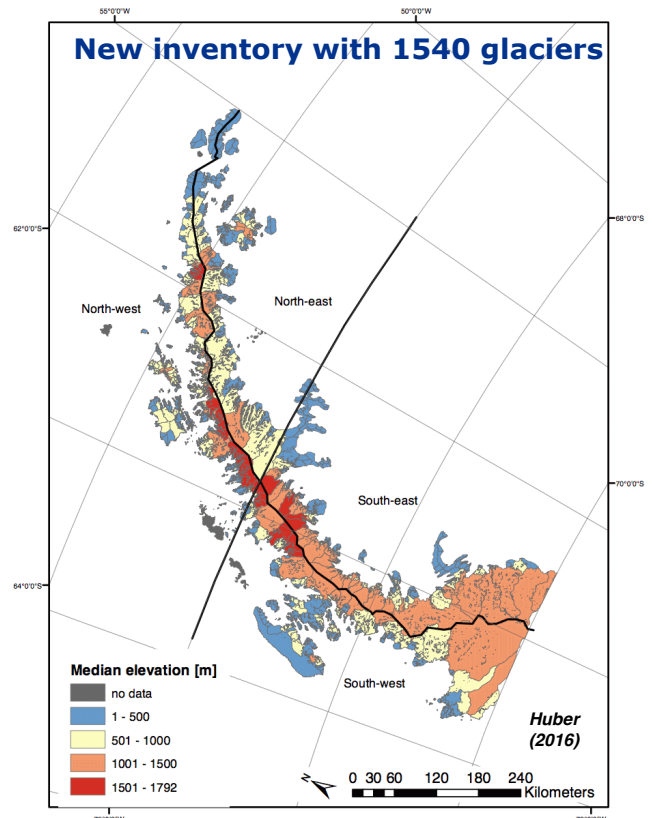 55°0'0"W
50°0'0"W
New inventory with 1540 glaciers
62°0'0"S
68°0'0"S
North-west
North-east
South-east
70°0'0"S
64°0'0"S
South-west
Median elevation [m]
no data
1 - 500
501 - 1000
1001 - 1500
1501 - 1792
Huber
(2016)
N
0 30 60 120 180 240
Kilometers